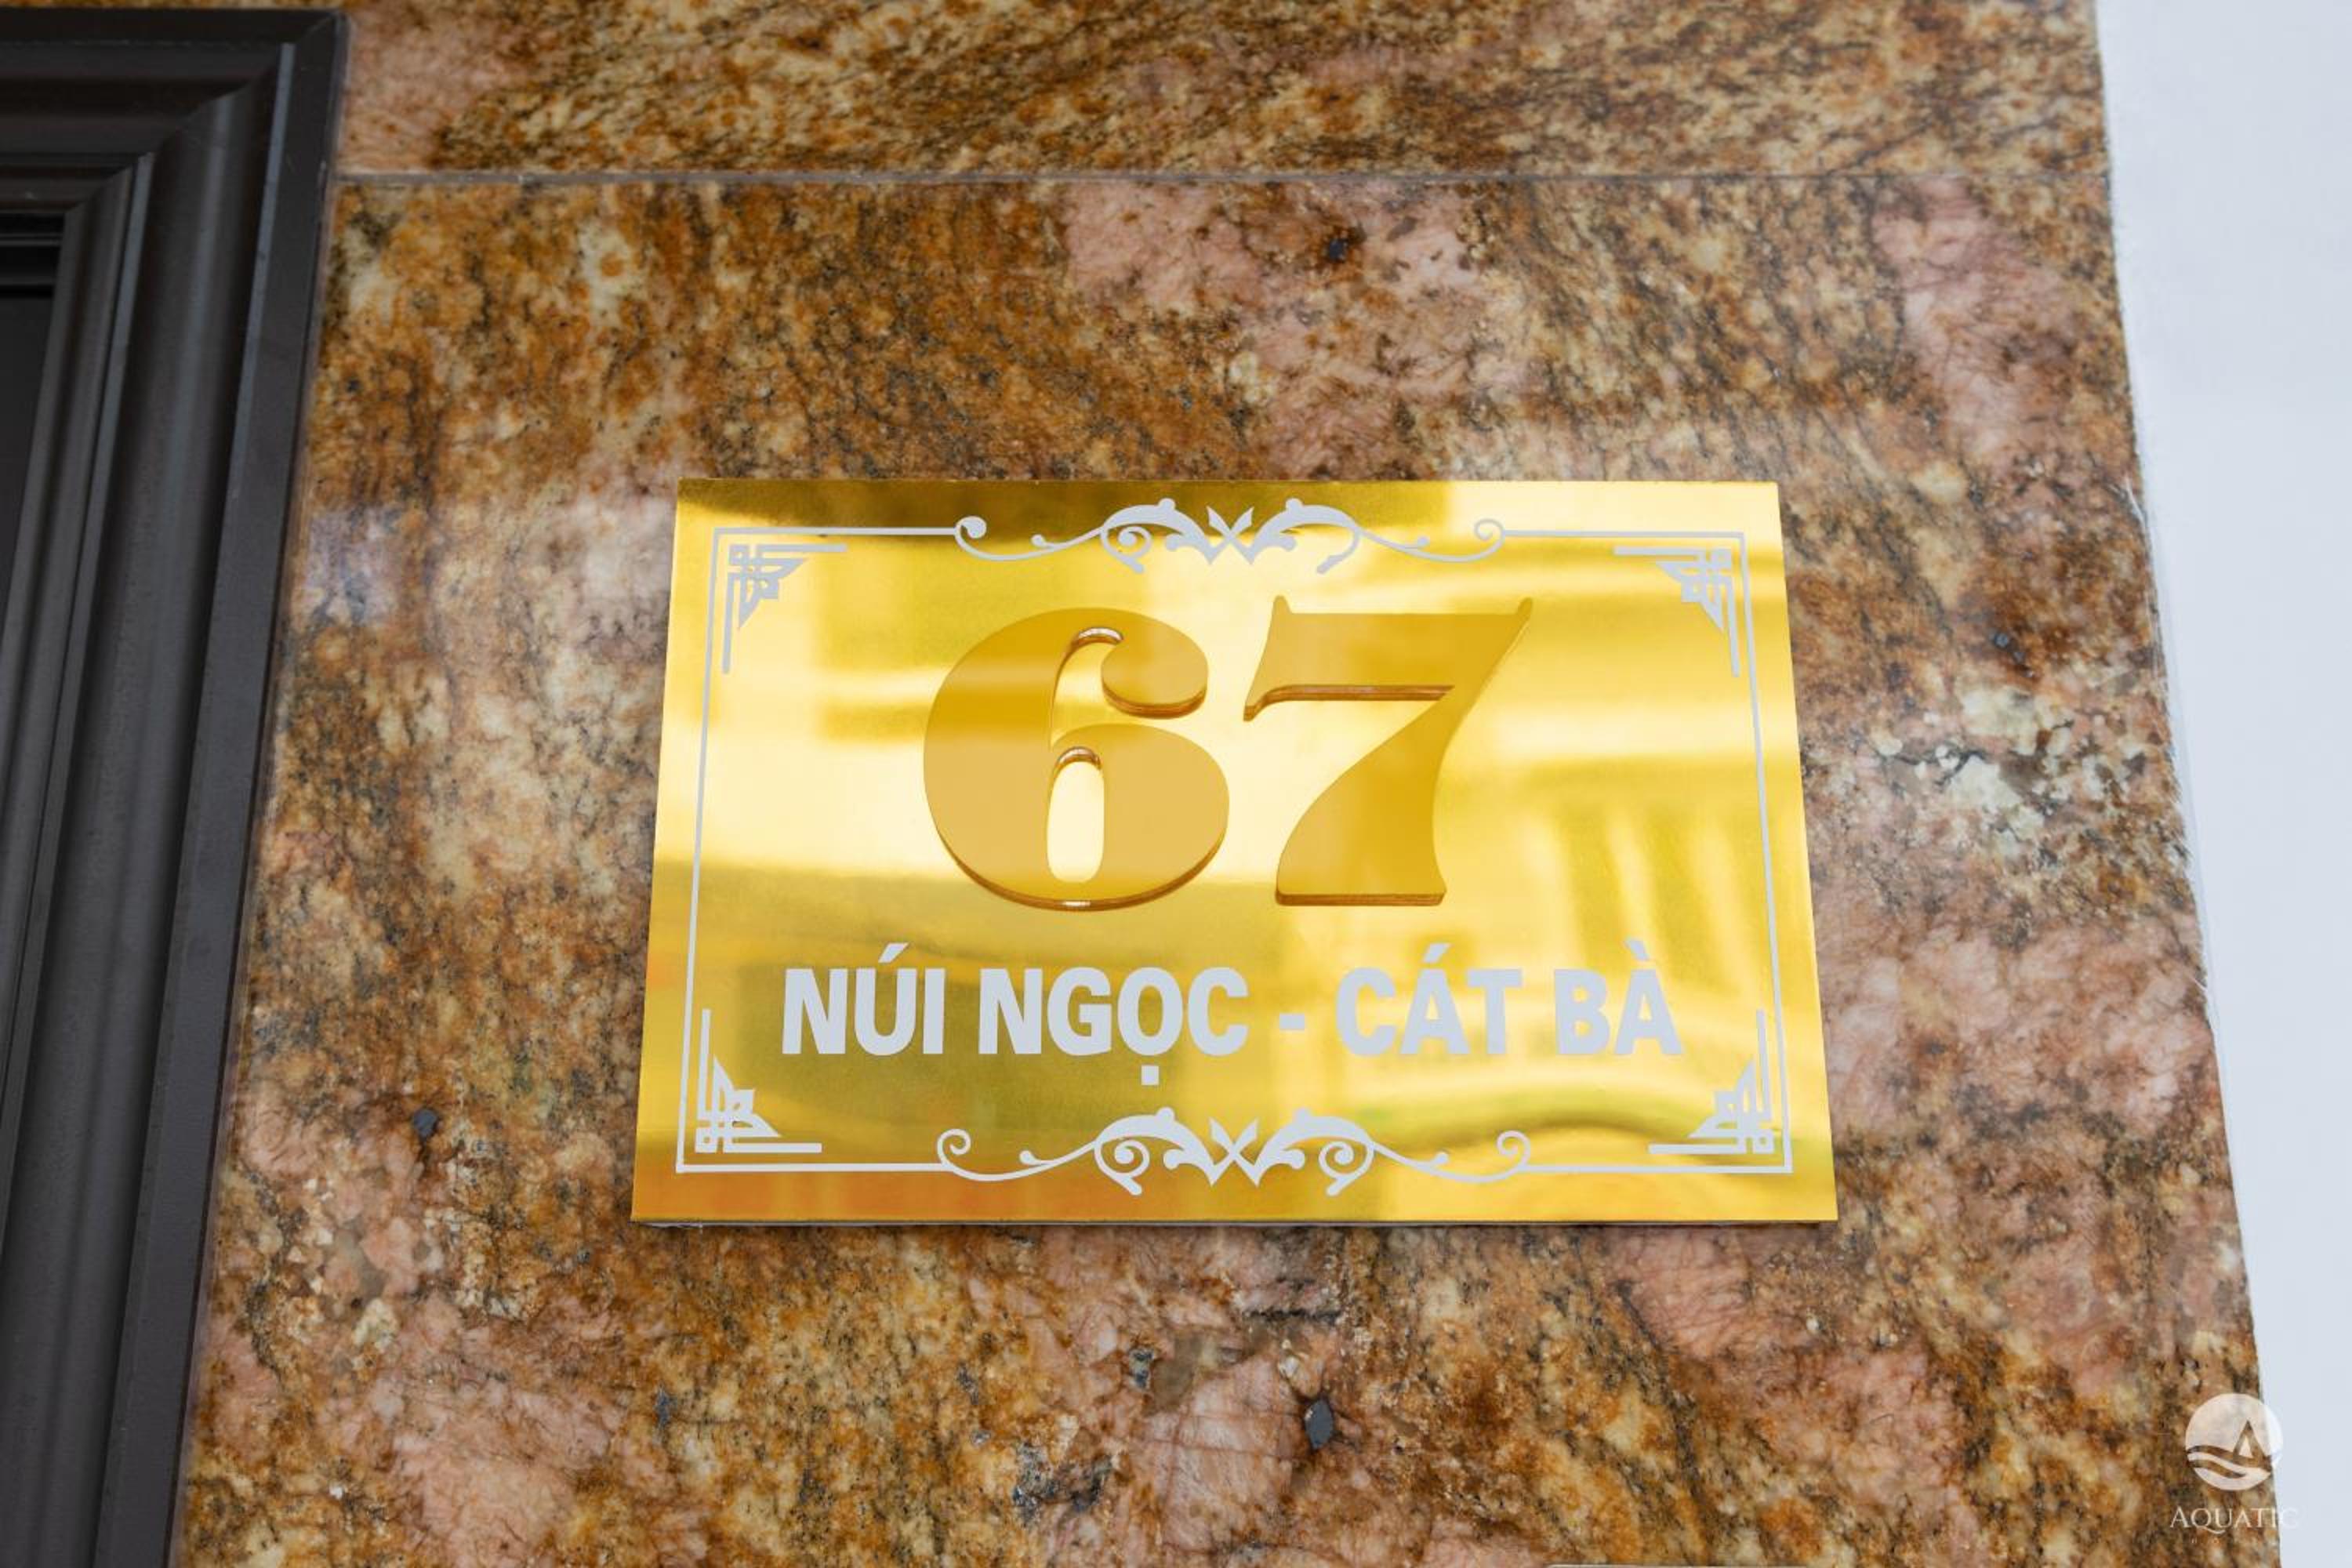 67
NÚI NGỌC - CÁT BÀ
AQUATIC